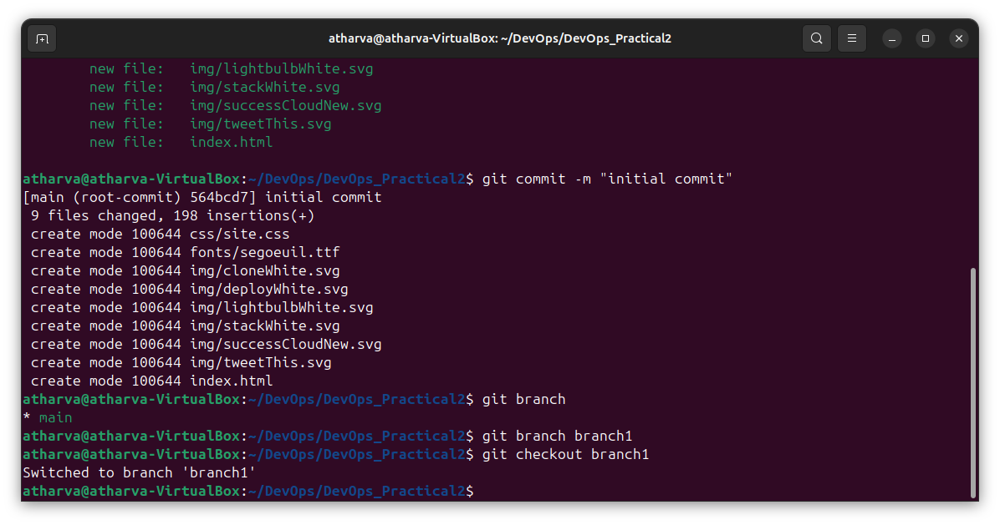 atharva@atharva-VirtualBox: ~/DevOps/DevOps_Practical2
new file:   img/lightbulbWhite.svg
new file:   img/stackWhite.svg
new file:   img/successCloudNew.svg
new file:   img/tweetThis.svg
new file:   index.html
atharva@atharva-VirtualBox:~/DevOps/DevOps_Practical2$ git commit -m "initial commit"
[main (root-commit) 564bcd7] initial commit
 9 files changed, 198 insertions(+)
 create mode 100644 css/site.css
 create mode 100644 fonts/segoeuil.ttf
 create mode 100644 img/cloneWhite.svg
 create mode 100644 img/deployWhite.svg
 create mode 100644 img/lightbulbWhite.svg
 create mode 100644 img/stackWhite.svg
 create mode 100644 img/successCloudNew.svg
 create mode 100644 img/tweetThis.svg
 create mode 100644 index.html
atharva@atharva-VirtualBox:~/DevOps/DevOps_Practical2$ git branch
* main
atharva@atharva-VirtualBox:~/DevOps/DevOps_Practical2$ git branch branch1
atharva@atharva-VirtualBox:~/DevOps/DevOps_Practical2$ git checkout branch1
Switched to branch 'branch1'
atharva@atharva-VirtualBox:~/DevOps/DevOps_Practical2$